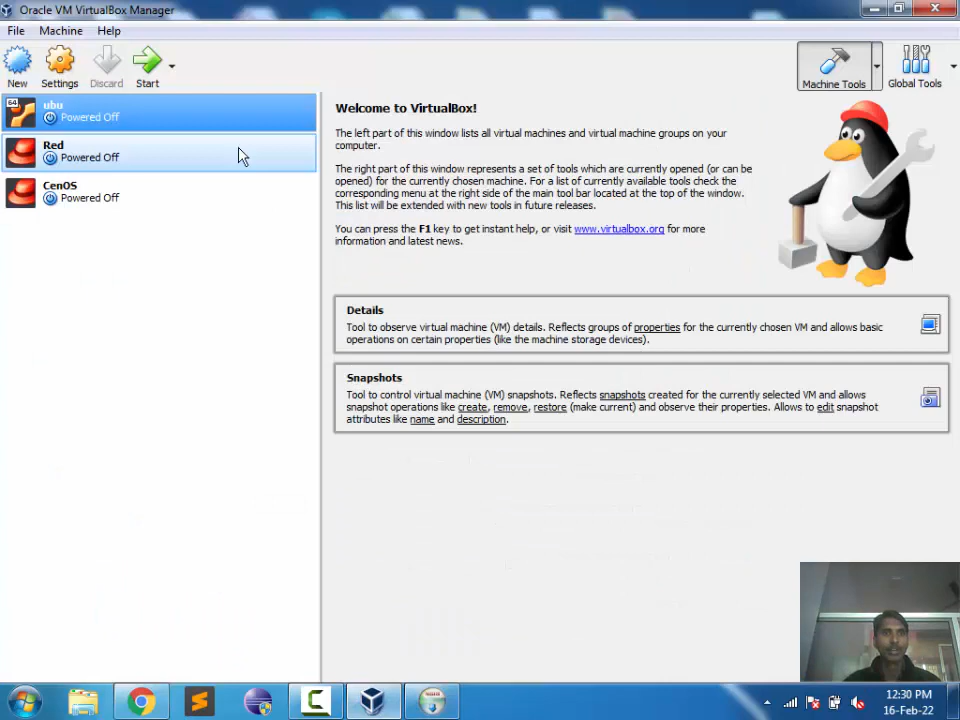 Oracle VM VirtualBox Manager
File Machine Help
New Settings Discard Start Machine Tools Global Tools
64
ubu
Powered Off
Red
Powered Off
CenOS
Powered Off
Welcome to VirtualBox!
The left part of this window lists all virtual machines and virtual machine groups on your
computer.
The right part of this window represents a set of tools which are currently opened (or can be
opened) for the currently chosen machine. For a list of currently available tools check the
corresponding menu at the right side of the main tool bar located at the top of the window.
This list will be extended with new tools in future releases.
You can press the F1 key to get instant help, or visit www.virtualbox.org for more
information and latest news.
Details
Tool to observe virtual machine (VM) details. Reflects groups of properties for the currently chosen VM and allows basic
operations on certain properties (like the machine storage devices).
Snapshots
Tool to control virtual machine (VM) snapshots. Reflects snapshots created for the currently selected VM and allows
snapshot operations like create, remove, restore (make current) and observe their properties. Allows to edit snapshot
attributes like name and description.
12:30 PM
16-Feb-22